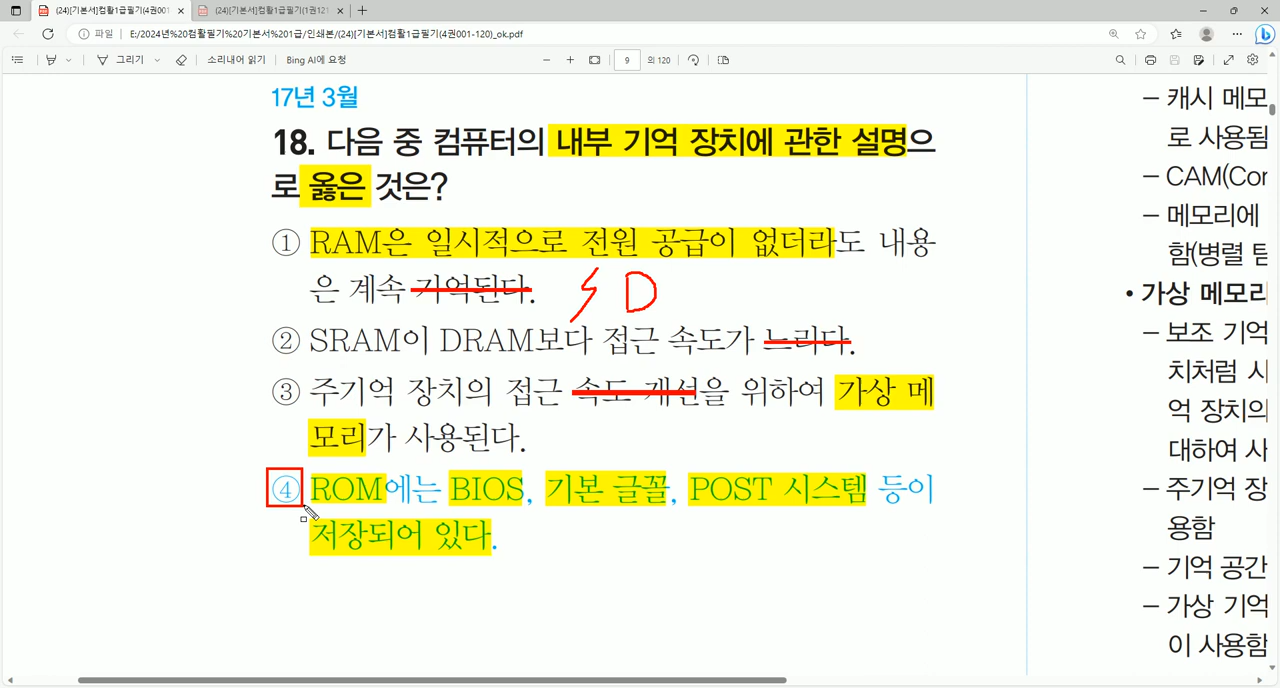 (24)[기본서]컴활1급필기(4권001
(24)[기본서]컴활1급필기(1권121
파일 E:/2024년%20컴활필기%20기본서%201급/인쇄본/(24)[기본서]컴활1급필기(4권001-120)_ok.pdf
그리기 소리내어 읽기 Bing AI에 요청 9 의 120
17년 3월
18. 다음 중 컴퓨터의 내부 기억 장치에 관한 설명으
로 옳은 것은?
① RAM은 일시적으로 전원 공급이 없더라도 내용
은 계속 기억된다.
S D
② SRAM이 DRAM보다 접근 속도가 느리다.
③ 주기억 장치의 접근 속도 개선을 위하여 가상 메
모리가 사용된다.
④ ROM에는 BIOS, 기본 글꼴, POST 시스템 등이
저장되어 있다.
– 캐시 메모
로 사용됨
– CAM(Cor
– 메모리에
함(병렬 탐
• 가상 메모리
– 보조 기억
치처럼 사
억 장치의
대하여 사
– 주기억 장
용함
– 기억 공간
– 가상 기억
이 사용함